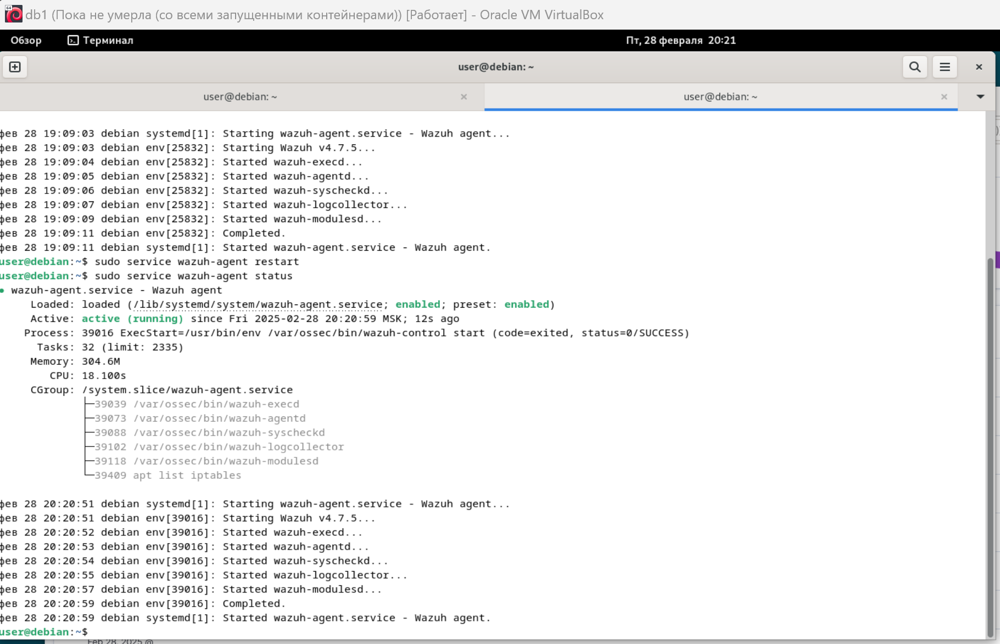 db1 (Пока не умерла (со всеми запущенными контейнерами)) [Работает] - Oracle VM VirtualBox
Обзор Терминал Пт, 28 февраля 20:21
user@debian: ~
user@debian: ~ user@debian: ~
фев 28 19:09:03 debian systemd[1]: Starting wazuh-agent.service - Wazuh agent...
фев 28 19:09:03 debian env[25832]: Starting Wazuh v4.7.5...
фев 28 19:09:04 debian env[25832]: Started wazuh-execd...
фев 28 19:09:05 debian env[25832]: Started wazuh-agentd...
фев 28 19:09:06 debian env[25832]: Started wazuh-syscheckd...
фев 28 19:09:07 debian env[25832]: Started wazuh-logcollector...
фев 28 19:09:09 debian env[25832]: Started wazuh-modulesd...
фев 28 19:09:11 debian env[25832]: Completed.
фев 28 19:09:11 debian systemd[1]: Started wazuh-agent.service - Wazuh agent.
user@debian:~$ sudo service wazuh-agent restart
user@debian:~$ sudo service wazuh-agent status
● wazuh-agent.service - Wazuh agent
Loaded: loaded (/lib/systemd/system/wazuh-agent.service; enabled; preset: enabled)
Active: active (running) since Fri 2025-02-28 20:20:59 MSK; 12s ago
Process: 39016 ExecStart=/usr/bin/env /var/ossec/bin/wazuh-control start (code=exited, status=0/SUCCESS)
Tasks: 32 (limit: 2335)
Memory: 304.6M
CPU: 18.100s
CGroup: /system.slice/wazuh-agent.service
├─39039 /var/ossec/bin/wazuh-execd
├─39073 /var/ossec/bin/wazuh-agentd
├─39088 /var/ossec/bin/wazuh-syscheckd
├─39102 /var/ossec/bin/wazuh-logcollector
├─39118 /var/ossec/bin/wazuh-modulesd
└─39409 apt list iptables
фев 28 20:20:51 debian systemd[1]: Starting wazuh-agent.service - Wazuh agent...
фев 28 20:20:51 debian env[39016]: Starting Wazuh v4.7.5...
фев 28 20:20:52 debian env[39016]: Started wazuh-execd...
фев 28 20:20:53 debian env[39016]: Started wazuh-agentd...
фев 28 20:20:54 debian env[39016]: Started wazuh-syscheckd...
фев 28 20:20:55 debian env[39016]: Started wazuh-logcollector...
фев 28 20:20:57 debian env[39016]: Started wazuh-modulesd...
фев 28 20:20:59 debian env[39016]: Completed.
фев 28 20:20:59 debian systemd[1]: Started wazuh-agent.service - Wazuh agent.
user@debian:~$
Feb 28, 2025 @